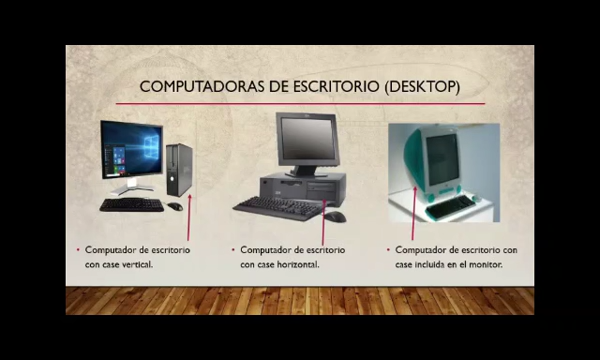 COMPUTADORAS DE ESCRITORIO (DESKTOP)
• Computador de escritorio
con case vertical.
• Computador de escritorio
con case horizontal.
• Computador de escritorio con
case incluida en el monitor.